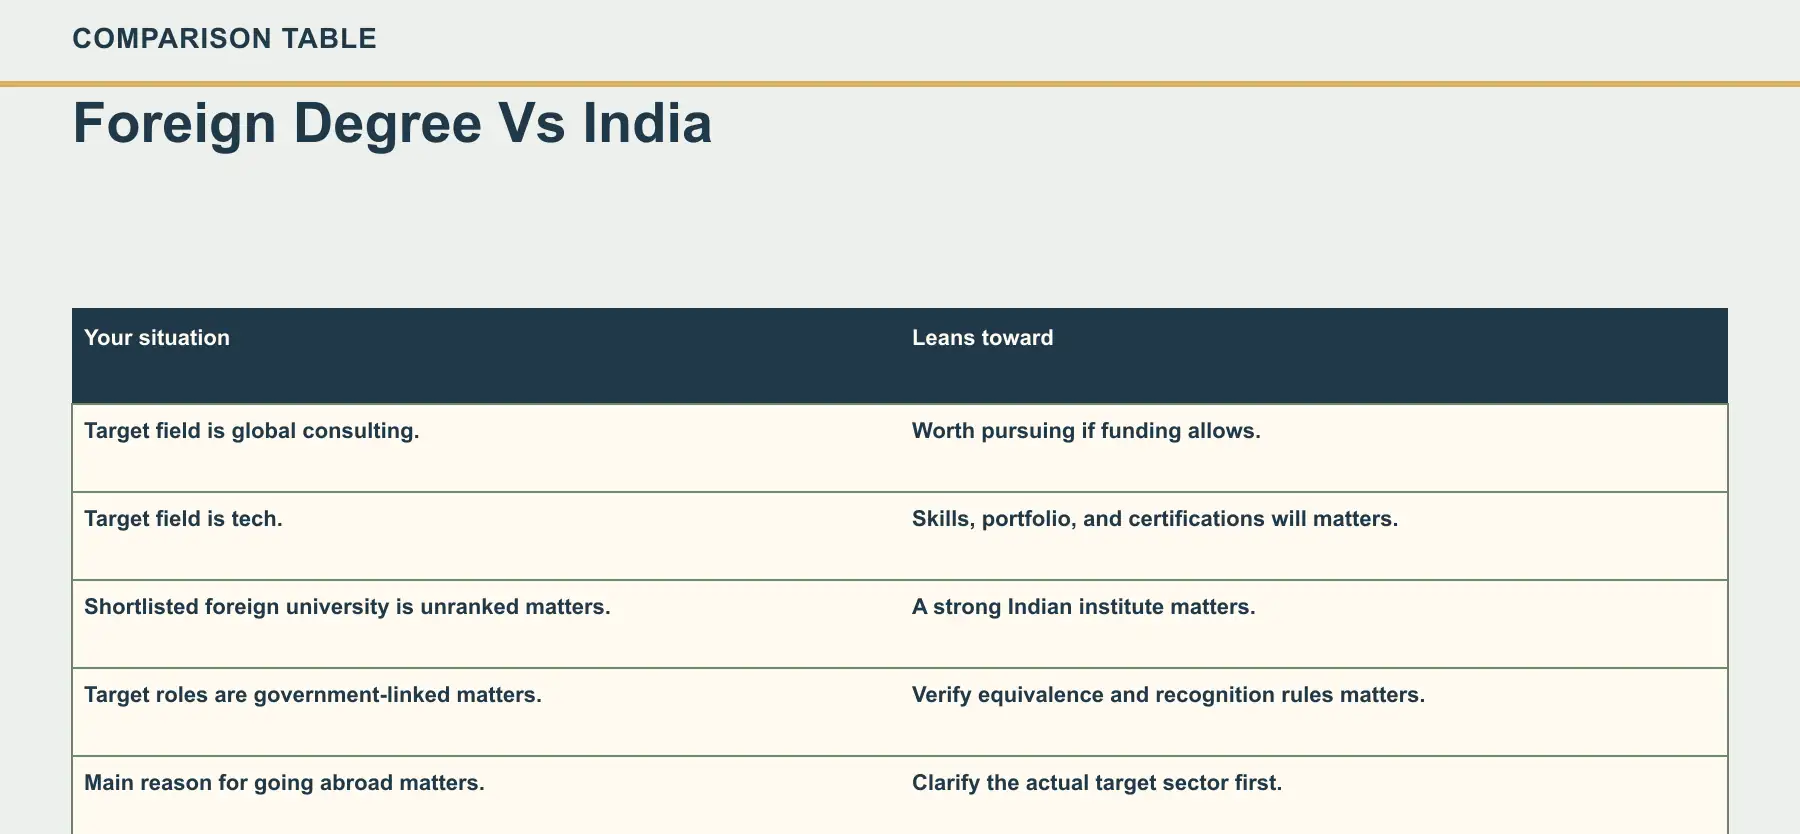 COMPARISON TABLE
Foreign Degree Vs India
Your situation
Leans toward
Target field is global consulting.
Worth pursuing if funding allows.
Target field is tech.
Skills, portfolio, and certifications will matters.
Shortlisted foreign university is unranked matters.
A strong Indian institute matters.
Target roles are government-linked matters.
Verify equivalence and recognition rules matters.
Main reason for going abroad matters.
Clarify the actual target sector first.